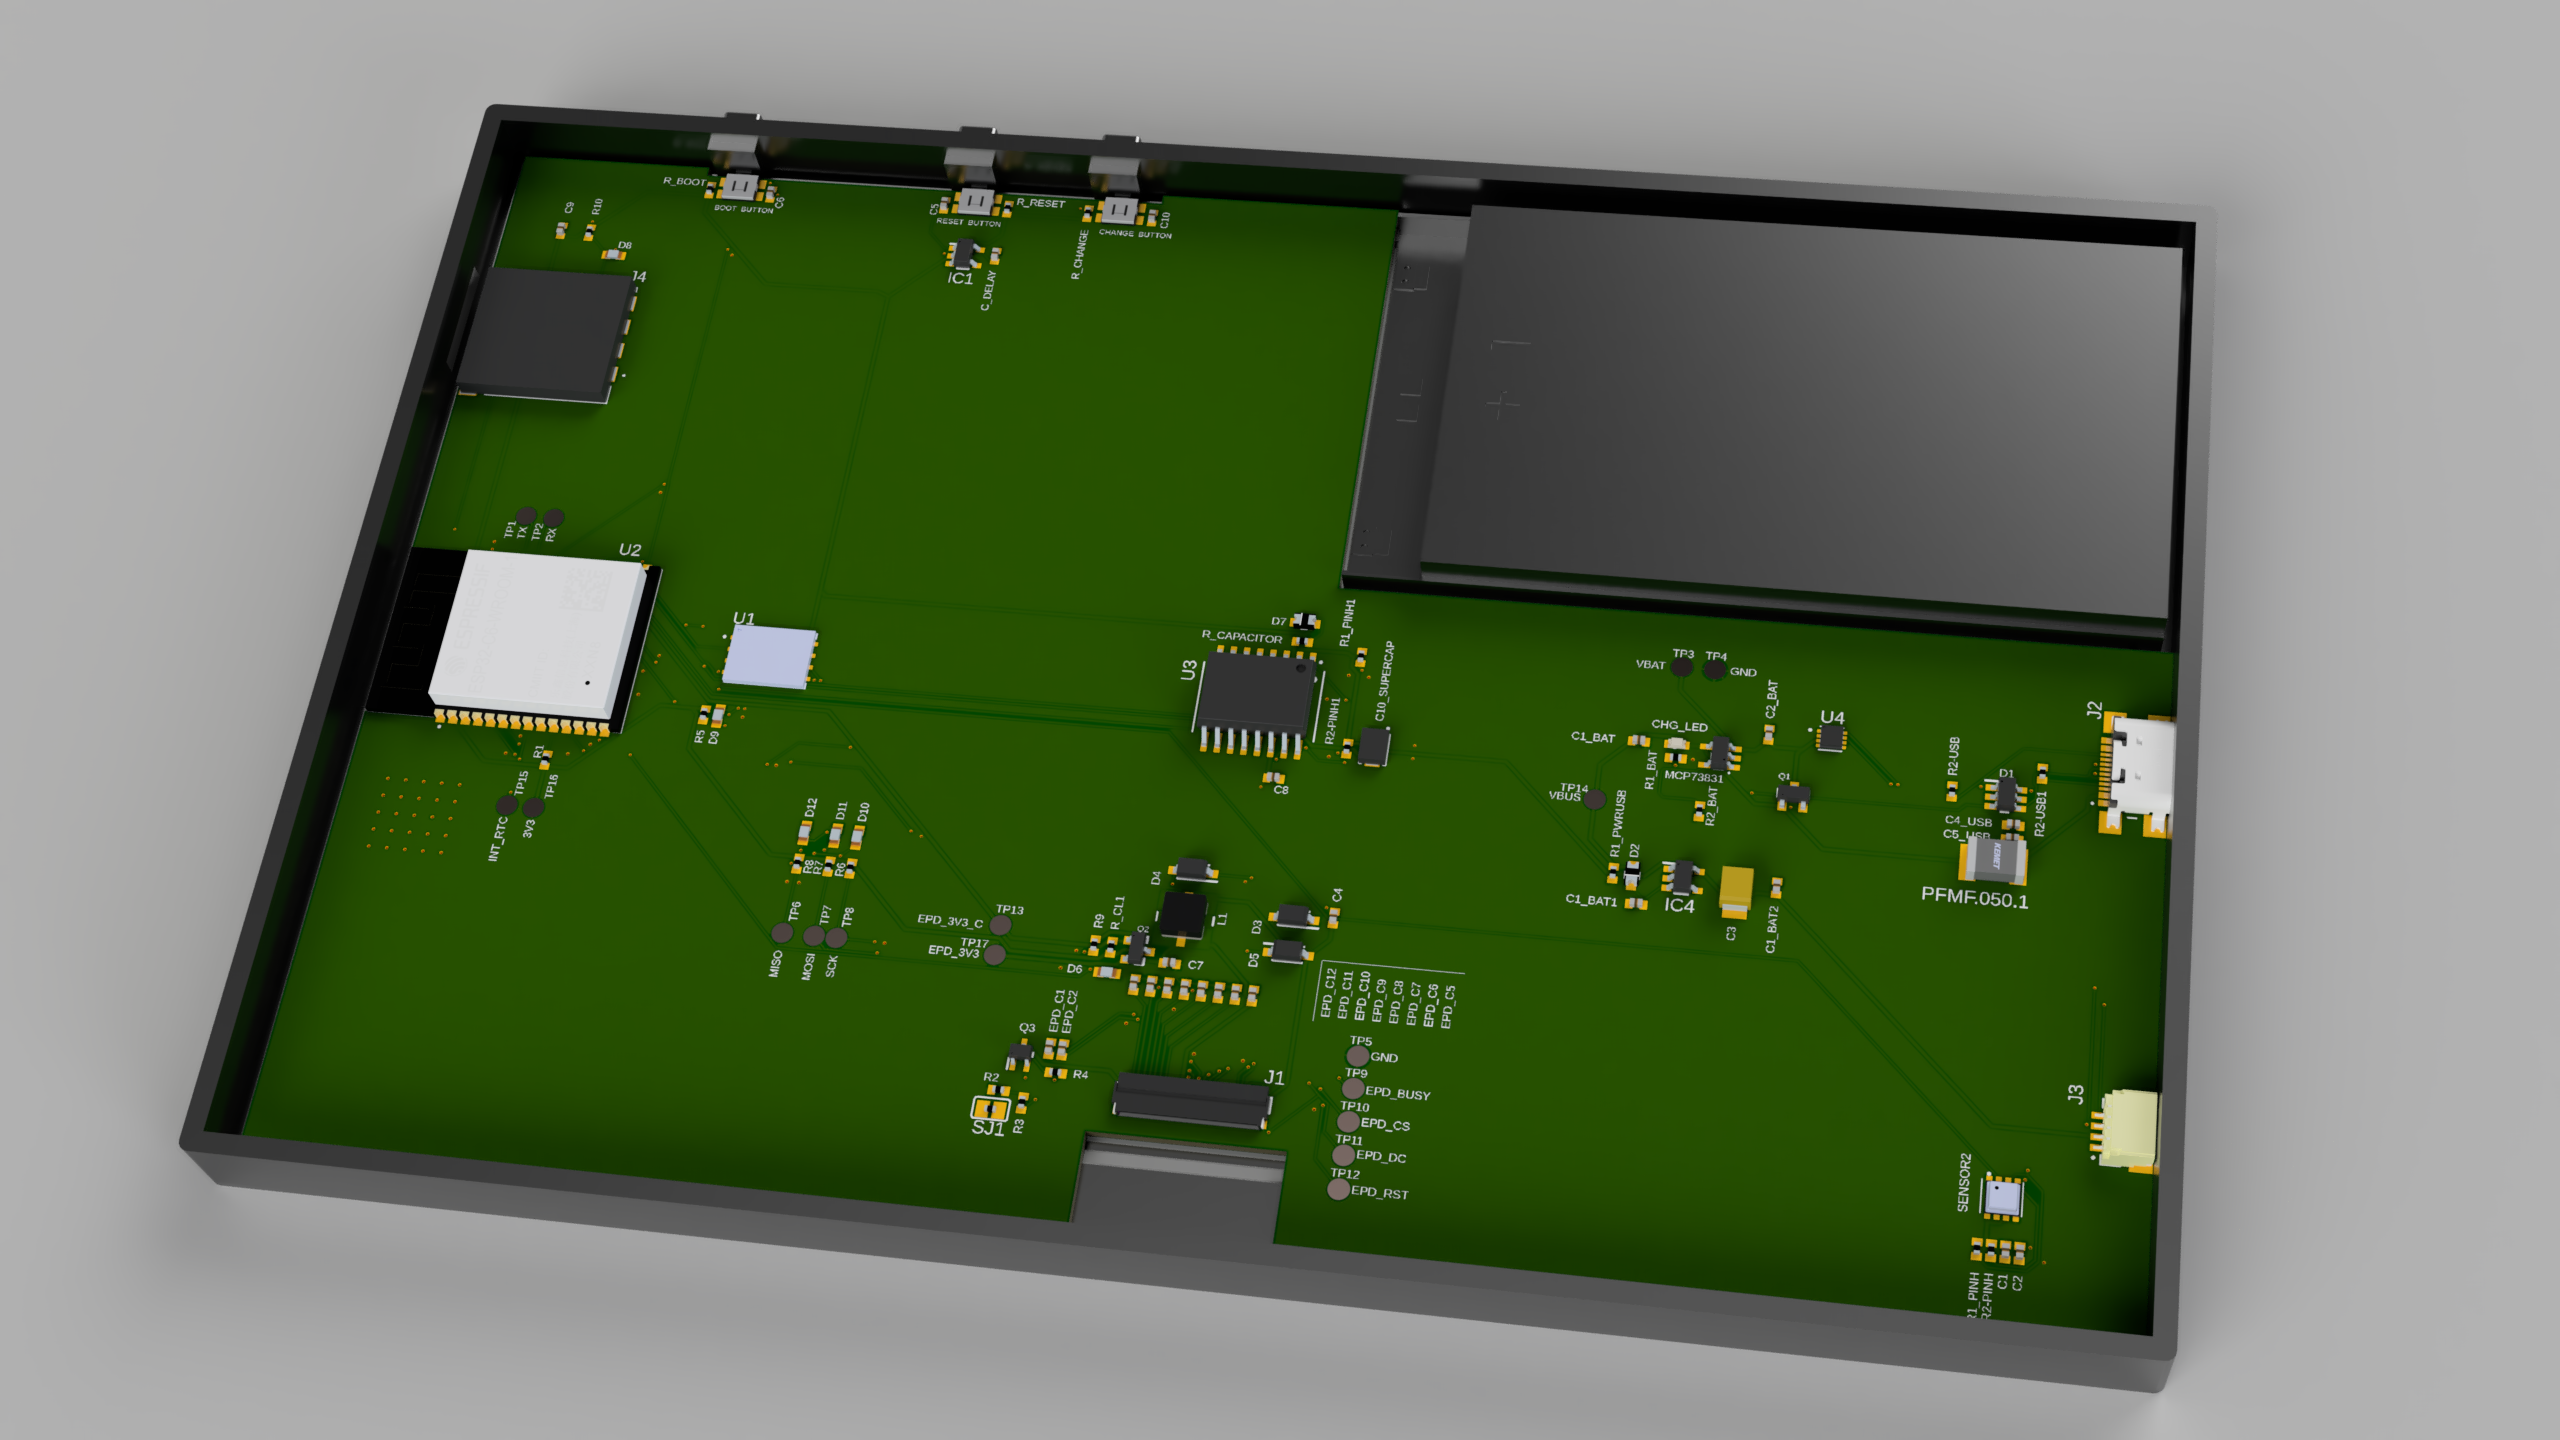 R_BOOT
BOOT BUTTON
C6
C5
RESET BUTTON
R_RESET
R_CHANGE
CHANGE BUTTON
C10
C9
R10
D8
J4
IC1
C_DELAY
TP1
TX
TP2
RX
U2
U1
R5
D9
R1
TP15
TP16
INT_RTC
3V3
D7
R_CAPACITOR
R1_PINH1
U3
C10_SUPERCAP
R2-PINH1
C8
TP3
TP4
VBAT
GND
C2_BAT
U4
CHG_LED
C1_BAT
R1_BAT
MCP73831
R2_BAT
Q1
TP14
VBUS
R1_PWRUSB
D2
C1_BAT1
IC4
C3
C1_BAT2
J2
R2-USB
D1
R2-USB1
C4_USB
C5_USB
KEMET
PFMF.050.1
D12
D11
D10
R8
R7
R6
TP6
TP7
TP8
MISO
MOSI
SCK
EPD_3V3_C
TP13
TP17
EPD_3V3
D4
L1
R9
R_CL1
Q2
D6
C7
D3
D5
C4
EPD_C12
EPD_C11
EPD_C10
EPD_C9
EPD_C8
EPD_C7
EPD_C6
EPD_C5
EPD_C1
EPD_C2
Q3
R4
R2
R3
SJ1
J1
TP5
GND
TP9
EPD_BUSY
TP10
EPD_CS
TP11
EPD_DC
TP12
EPD_RST
J3
SENSOR2
R1_PINH
R2-PINH
C1
C2